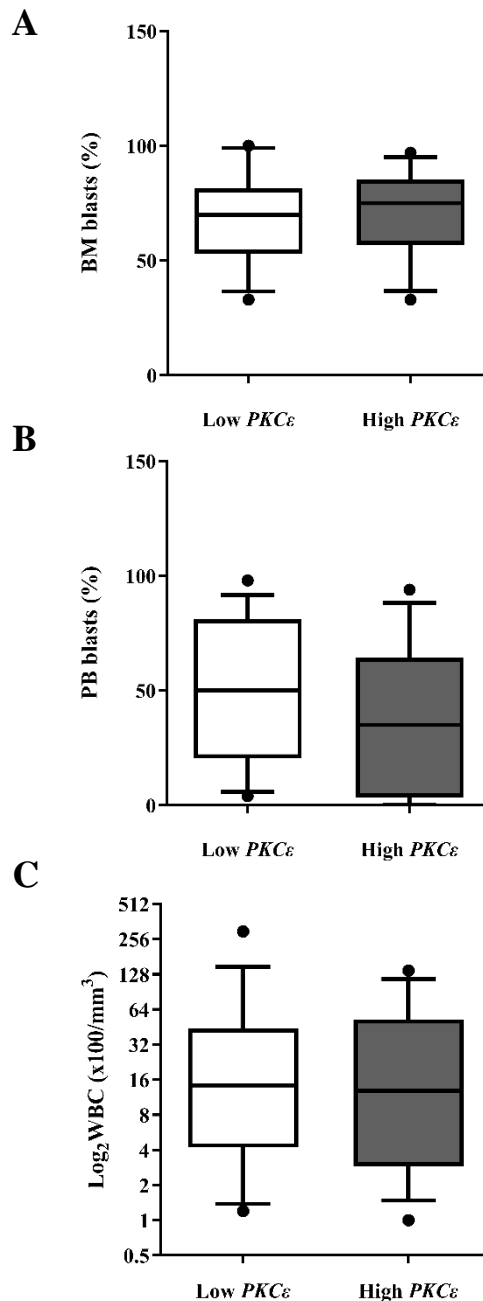 A
150
100
50
0
BM blasts (%)
Low PKCε
High PKCε
B
150
100
50
0
PB blasts (%)
Low PKCε
High PKCε
C
512
256
128
64
32
16
8
4
2
1
0.5
Log₂WBC (x100/mm³)
Low PKCε
High PKCε